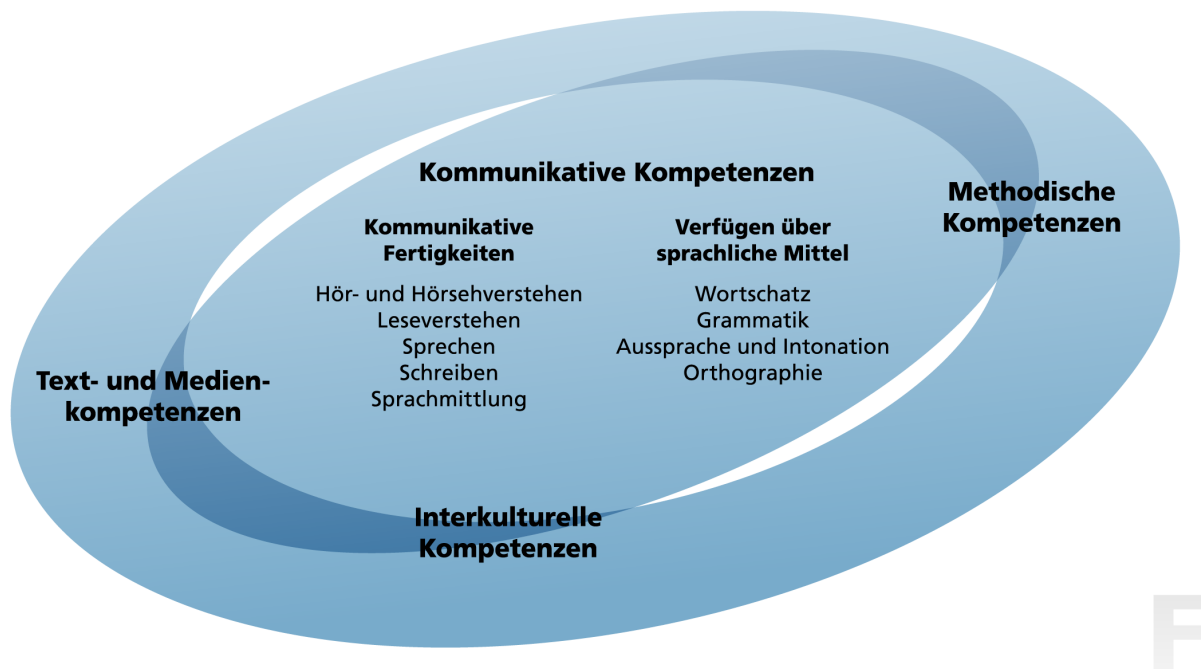 Kommunikative Kompetenzen
Kommunikative
Fertigkeiten
Hör- und Hörsehverstehen
Leseverstehen
Sprechen
Schreiben
Sprachmittlung
Verfügen über
sprachliche Mittel
Wortschatz
Grammatik
Aussprache und Intonation
Orthographie
Methodische
Kompetenzen
Text- und Medien-
kompetenzen
Interkulturelle
Kompetenzen